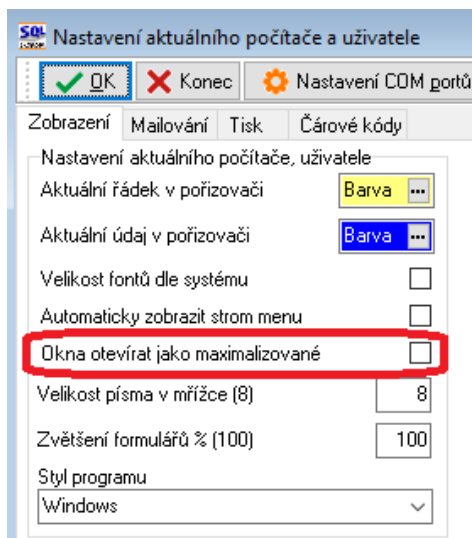 SQL
Nastavení aktuálního počítače a uživatele
OK Konec Nastavení COM portů
Zobrazení Mailování Tisk Čárové kódy
Nastavení aktuálního počítače, uživatele
Aktuální řádek v pořizovači Barva ...
Aktuální údaj v pořizovači Barva ...
Velikost fontů dle systému
Automaticky zobrazit strom menu
Okna otevírat jako maximalizované
Velikost písma v mřížce (8) 8
Zvětšení formulářů % (100) 100
Styl programu
Windows